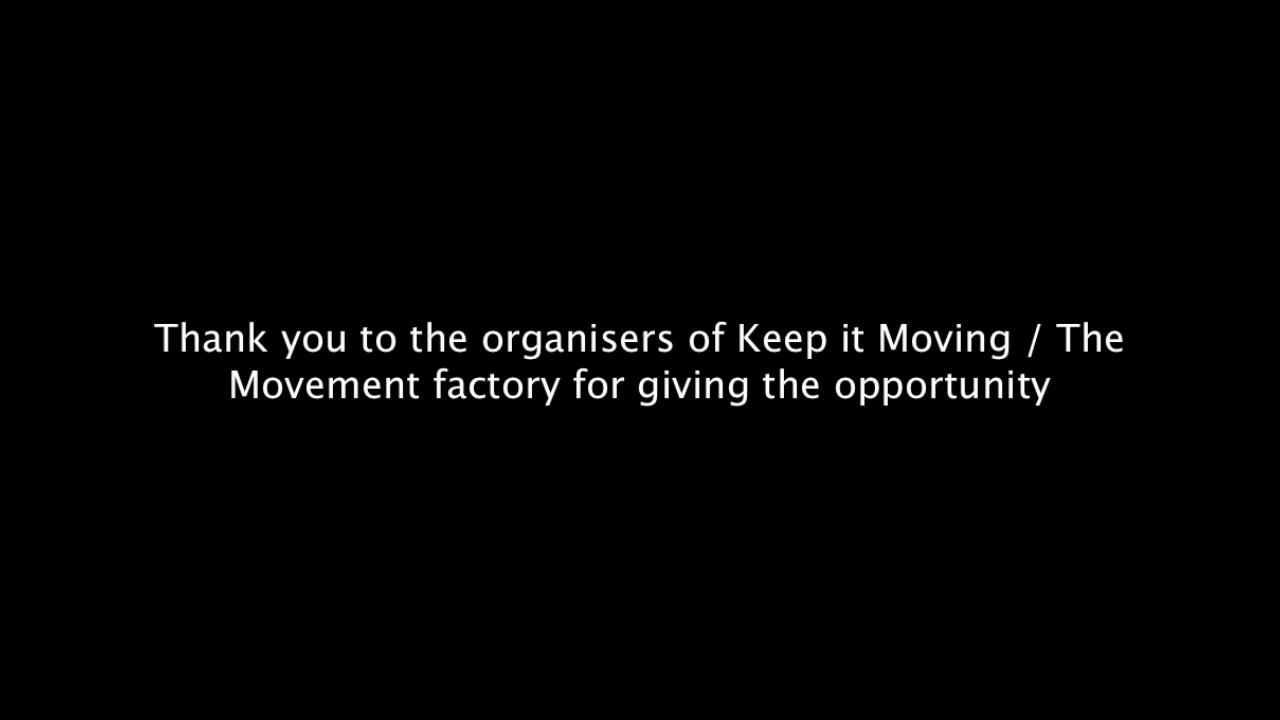 Thank you to the organisers of Keep it Moving / The
Movement factory for giving the opportunity